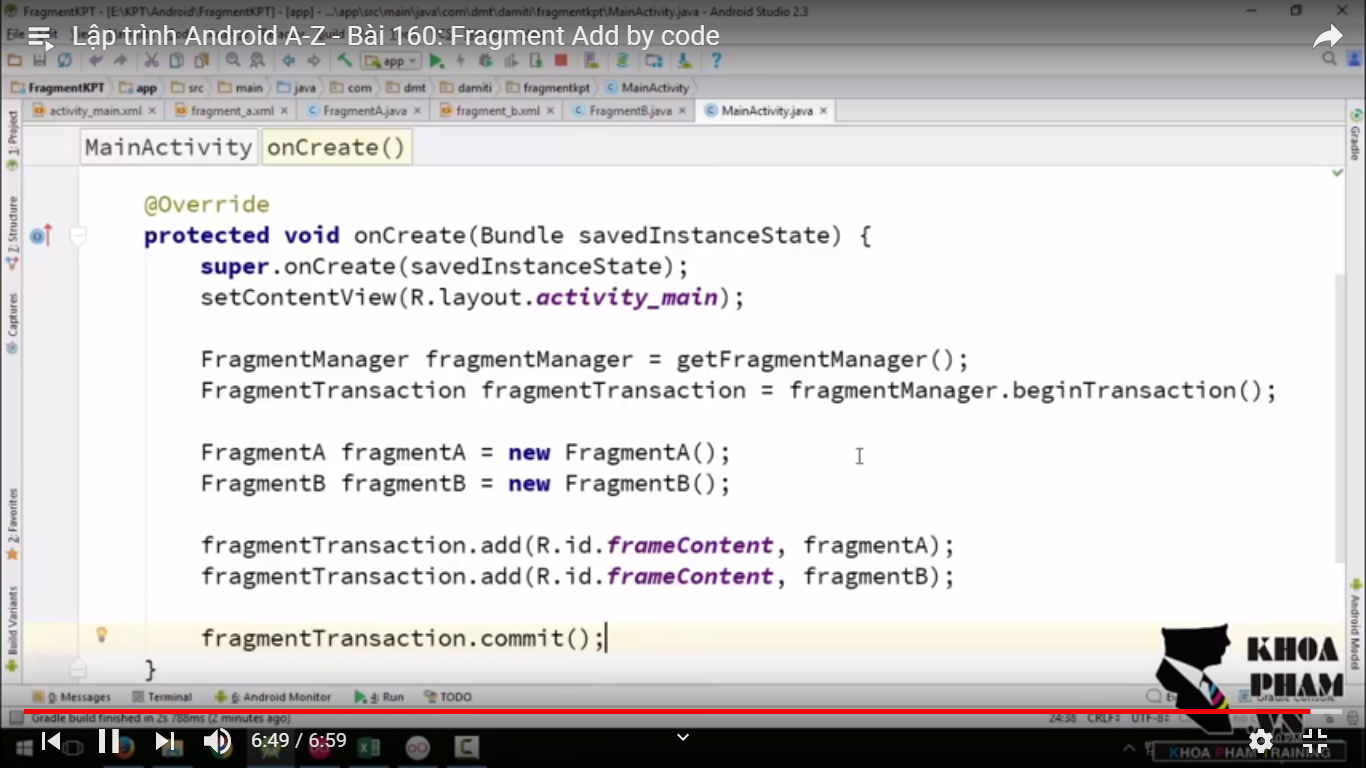 FragmentKPT - [E:\KPT\Android\FragmentKPT] - [app] - ...\app\src\main\java\com\dmt\damiti\fragmentkpt\MainActivity.java - Android Studio 2.3
Lập trình Android A-Z - Bài 160: Fragment Add by code
app
FragmentKPT app src main java com dmt damiti fragmentkpt MainActivity
activity_main.xml fragment_a.xml FragmentA.java fragment_b.xml FragmentB.java MainActivity.java
1: Project
Z: Structure
Captures
2: Favorites
Build Variants
Gradle
Android Model
MainActivity onCreate()
@Override
protected void onCreate(Bundle savedInstanceState) {
super.onCreate(savedInstanceState);
setContentView(R.layout.activity_main);
FragmentManager fragmentManager = getFragmentManager();
FragmentTransaction fragmentTransaction = fragmentManager.beginTransaction();
FragmentA fragmentA = new FragmentA();
FragmentB fragmentB = new FragmentB();
fragmentTransaction.add(R.id.frameContent, fragmentA);
fragmentTransaction.add(R.id.frameContent, fragmentB);
fragmentTransaction.commit();
}
KHOA
PHAM
.VN
0: Messages Terminal 6: Android Monitor 4: Run TODO Gradle Console
Gradle build finished in 2s 788ms (2 minutes ago) 24:38 CRLF÷ UTF-8÷
6:49 / 6:59
KHOA PHAM TRAINING